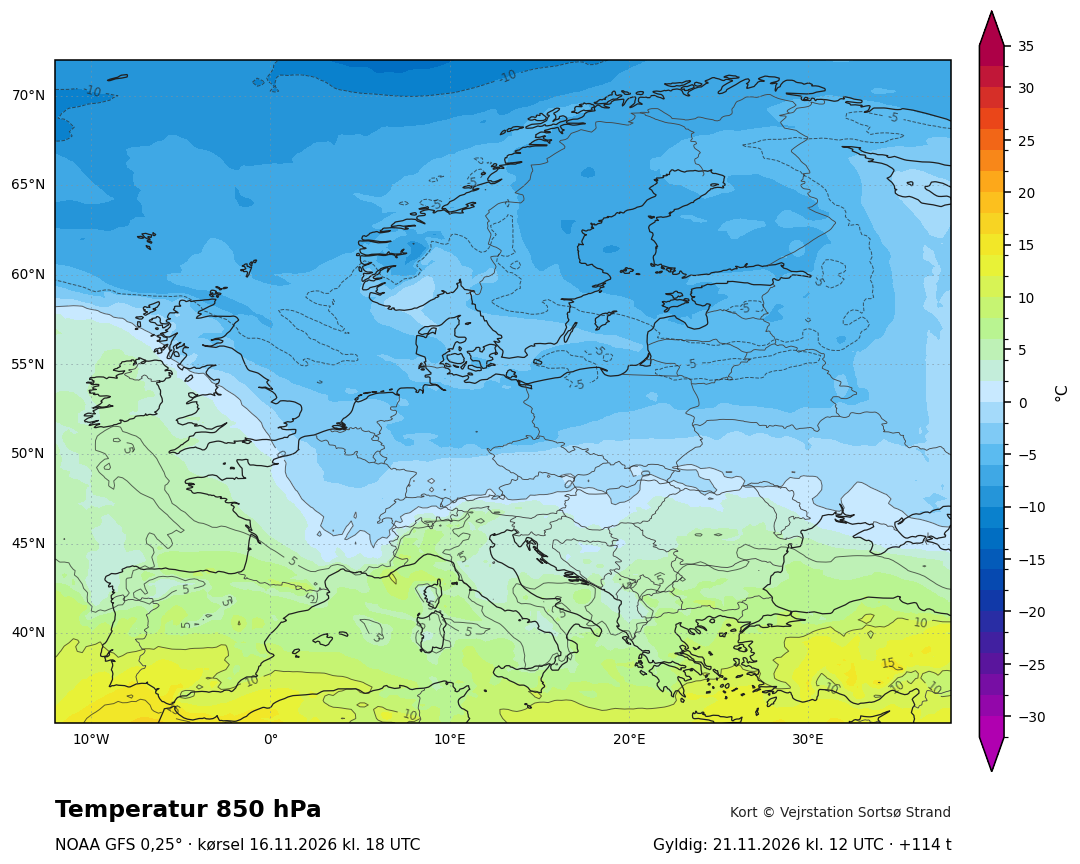 70°N
65°N
60°N
55°N
50°N
45°N
40°N
10°W
0°
10°E
20°E
30°E
35
30
25
20
15
10
5
0
−5
−10
−15
−20
−25
−30
°C
Temperatur 850 hPa
Kort © Vejrstation Sortsø Strand
NOAA GFS 0,25° · kørsel 16.11.2026 kl. 18 UTC
Gyldig: 21.11.2026 kl. 12 UTC · +114 t